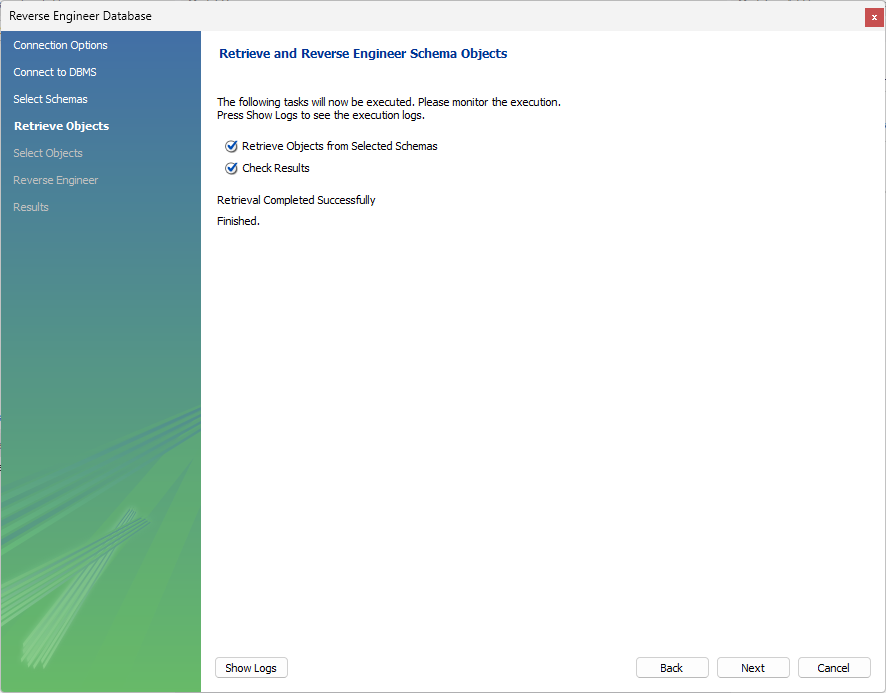 Reverse Engineer Database
x
Connection Options
Connect to DBMS
Select Schemas
Retrieve Objects
Select Objects
Reverse Engineer
Results
Retrieve and Reverse Engineer Schema Objects
The following tasks will now be executed. Please monitor the execution.
Press Show Logs to see the execution logs.
Retrieve Objects from Selected Schemas
Check Results
Retrieval Completed Successfully
Finished.
Show Logs
Back
Next
Cancel